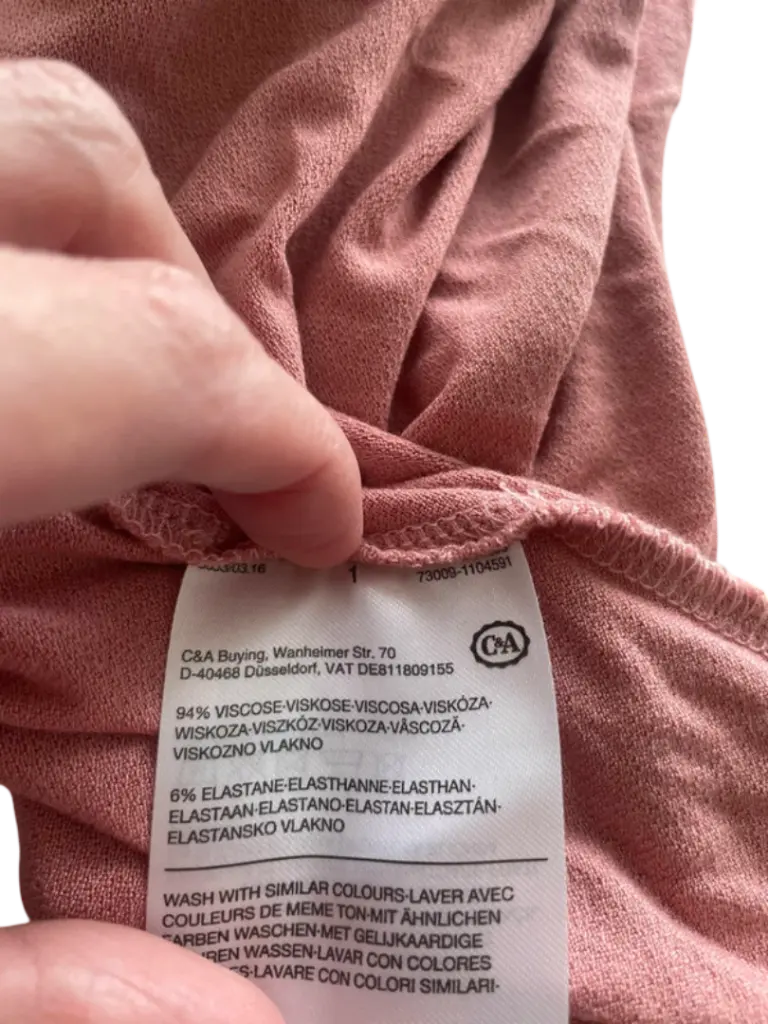 03.16 1 73009-1104591
C&A
C&A Buying, Wanheimer Str. 70
D-40468 Düsseldorf, VAT DE811809155
94% VISCOSE·VISKOSE·VISCOSA·VISKÓZA·
WISKOZA·VISZKÓZ·VISKOZA·VÂSCOZĂ·
VISKOZNO VLAKNO
6% ELASTANE·ELASTHANNE·ELASTHAN·
ELASTAAN·ELASTANO·ELASTAN·ELASZTÁN·
ELASTANSKO VLAKNO
WASH WITH SIMILAR COLOURS·LAVER AVEC
COULEURS DE MEME TON·MIT ÄHNLICHEN
FARBEN WASCHEN·MET GELIJKAARDIGE
WASSEN·LAVAR CON COLORES
LAVARE CON COLORI SIMILARI·